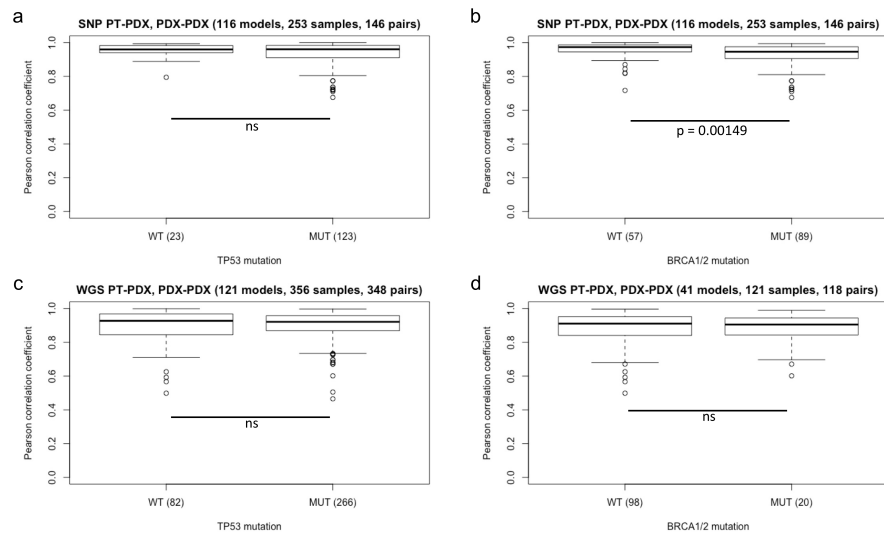 a
SNP PT-PDX, PDX-PDX (116 models, 253 samples, 146 pairs)
Pearson correlation coefficient
1.0
0.8
0.6
0.4
0.2
0.0
ns
WT (23)
MUT (123)
TP53 mutation
b
SNP PT-PDX, PDX-PDX (116 models, 253 samples, 146 pairs)
Pearson correlation coefficient
1.0
0.8
0.6
0.4
0.2
0.0
p = 0.00149
WT (57)
MUT (89)
BRCA1/2 mutation
c
WGS PT-PDX, PDX-PDX (121 models, 356 samples, 348 pairs)
Pearson correlation coefficient
1.0
0.8
0.6
0.4
0.2
0.0
ns
WT (82)
MUT (266)
TP53 mutation
d
WGS PT-PDX, PDX-PDX (41 models, 121 samples, 118 pairs)
Pearson correlation coefficient
1.0
0.8
0.6
0.4
0.2
0.0
ns
WT (98)
MUT (20)
BRCA1/2 mutation